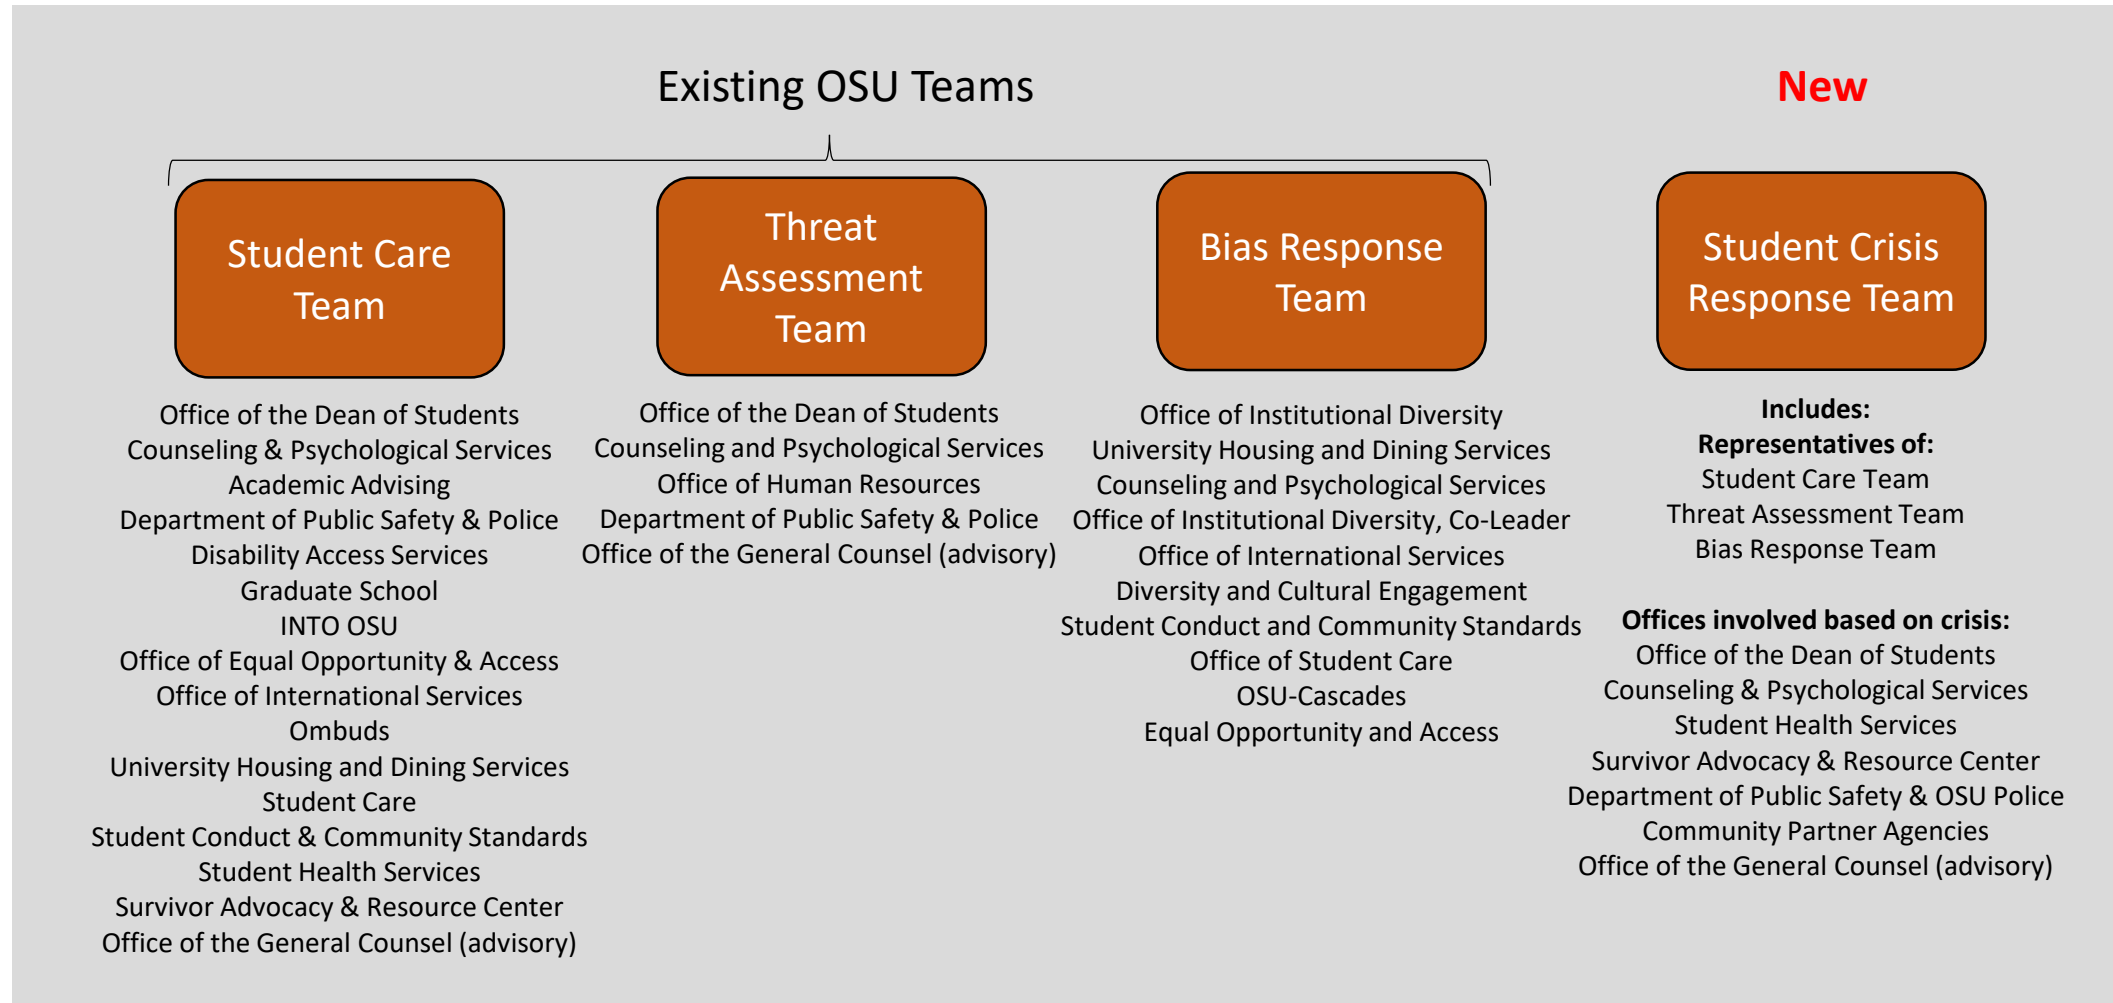 Existing OSU Teams
New
Student Care
Team
Office of the Dean of Students
Counseling & Psychological Services
Academic Advising
Department of Public Safety & Police
Disability Access Services
Graduate School
INTO OSU
Office of Equal Opportunity & Access
Office of International Services
Ombuds
University Housing and Dining Services
Student Care
Student Conduct & Community Standards
Student Health Services
Survivor Advocacy & Resource Center
Office of the General Counsel (advisory)
Threat
Assessment
Team
Office of the Dean of Students
Counseling and Psychological Services
Office of Human Resources
Department of Public Safety & Police
Office of the General Counsel (advisory)
Bias Response
Team
Office of Institutional Diversity
University Housing and Dining Services
Counseling and Psychological Services
Office of Institutional Diversity, Co-Leader
Office of International Services
Diversity and Cultural Engagement
Student Conduct and Community Standards
Office of Student Care
OSU-Cascades
Equal Opportunity and Access
Student Crisis
Response Team
Includes:
Representatives of:
Student Care Team
Threat Assessment Team
Bias Response Team
Offices involved based on crisis:
Office of the Dean of Students
Counseling & Psychological Services
Student Health Services
Survivor Advocacy & Resource Center
Department of Public Safety & OSU Police
Community Partner Agencies
Office of the General Counsel (advisory)